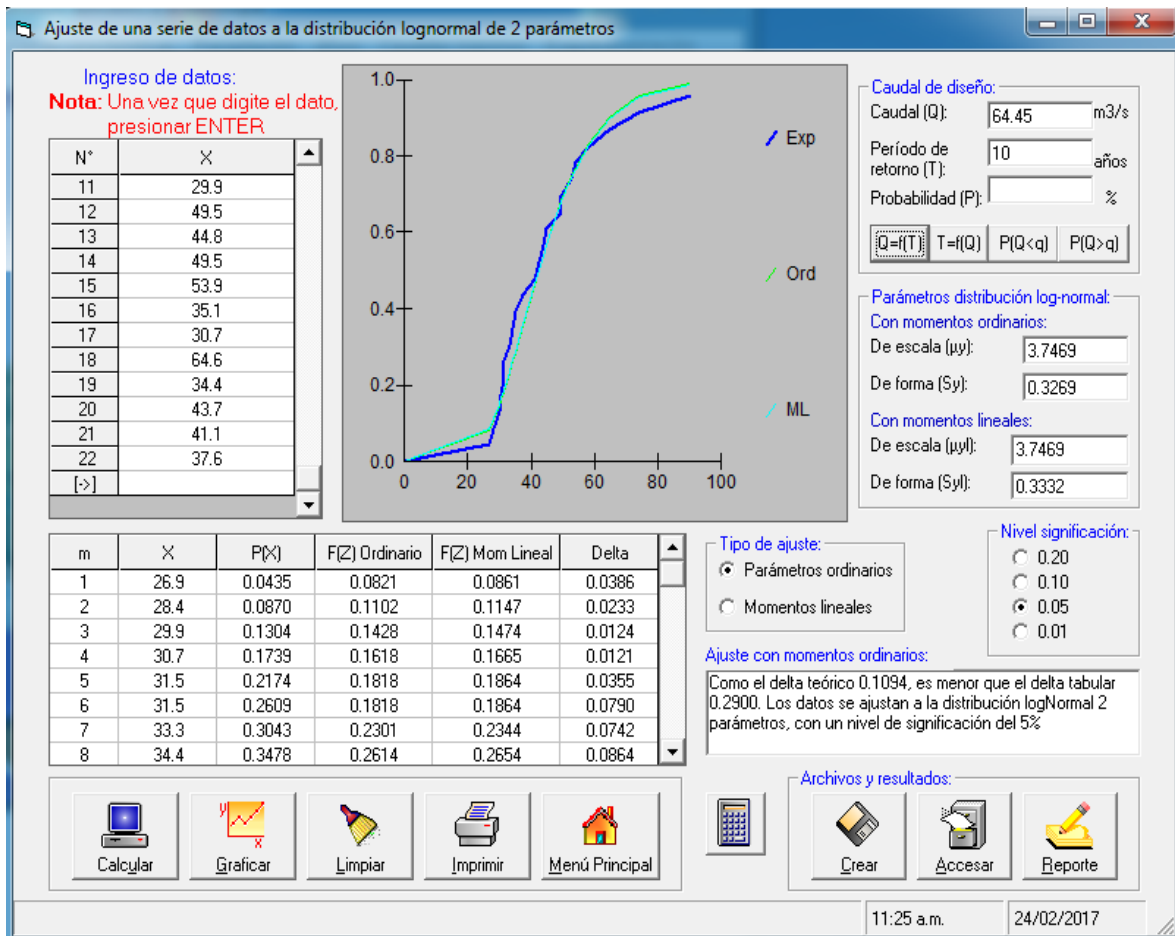 Ajuste de una serie de datos a la distribución lognormal de 2 parámetros
Ingreso de datos:
Nota: Una vez que digite el dato,
presionar ENTER
N° X
11 29.9
12 49.5
13 44.8
14 49.5
15 53.9
16 35.1
17 30.7
18 64.6
19 34.4
20 43.7
21 41.1
22 37.6
[->]
1.0
0.8
0.6
0.4
0.2
0.0
0 20 40 60 80 100
Exp
Ord
ML
Caudal de diseño:
Caudal (Q): 64.45 m3/s
Período de
retorno (T): 10 años
Probabilidad (P): %
Q=f(T) T=f(Q) P(Q<q) P(Q>q)
Parámetros distribución log-normal:
Con momentos ordinarios:
De escala (µy): 3.7469
De forma (Sy): 0.3269
Con momentos lineales:
De escala (µyl): 3.7469
De forma (Syl): 0.3332
m X P(X) F(Z) Ordinario F(Z) Mom Lineal Delta
1 26.9 0.0435 0.0821 0.0861 0.0386
2 28.4 0.0870 0.1102 0.1147 0.0233
3 29.9 0.1304 0.1428 0.1474 0.0124
4 30.7 0.1739 0.1618 0.1665 0.0121
5 31.5 0.2174 0.1818 0.1864 0.0355
6 31.5 0.2609 0.1818 0.1864 0.0790
7 33.3 0.3043 0.2301 0.2344 0.0742
8 34.4 0.3478 0.2614 0.2654 0.0864
Tipo de ajuste:
Parámetros ordinarios
Momentos lineales
Nivel significación:
0.20
0.10
0.05
0.01
Ajuste con momentos ordinarios:
Como el delta teórico 0.1094, es menor que el delta tabular
0.2900. Los datos se ajustan a la distribución logNormal 2
parámetros, con un nivel de significación del 5%
Calcular
Graficar
y
x
Limpiar
Imprimir
Menú Principal
Archivos y resultados:
Crear
Accesar
Reporte
11:25 a.m. 24/02/2017